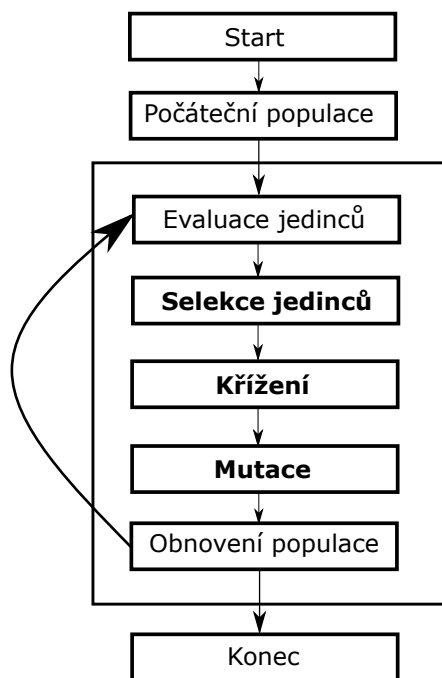 Start
Počáteční populace
Evaluace jedinců
Selekce jedinců
Křížení
Mutace
Obnovení populace
Konec